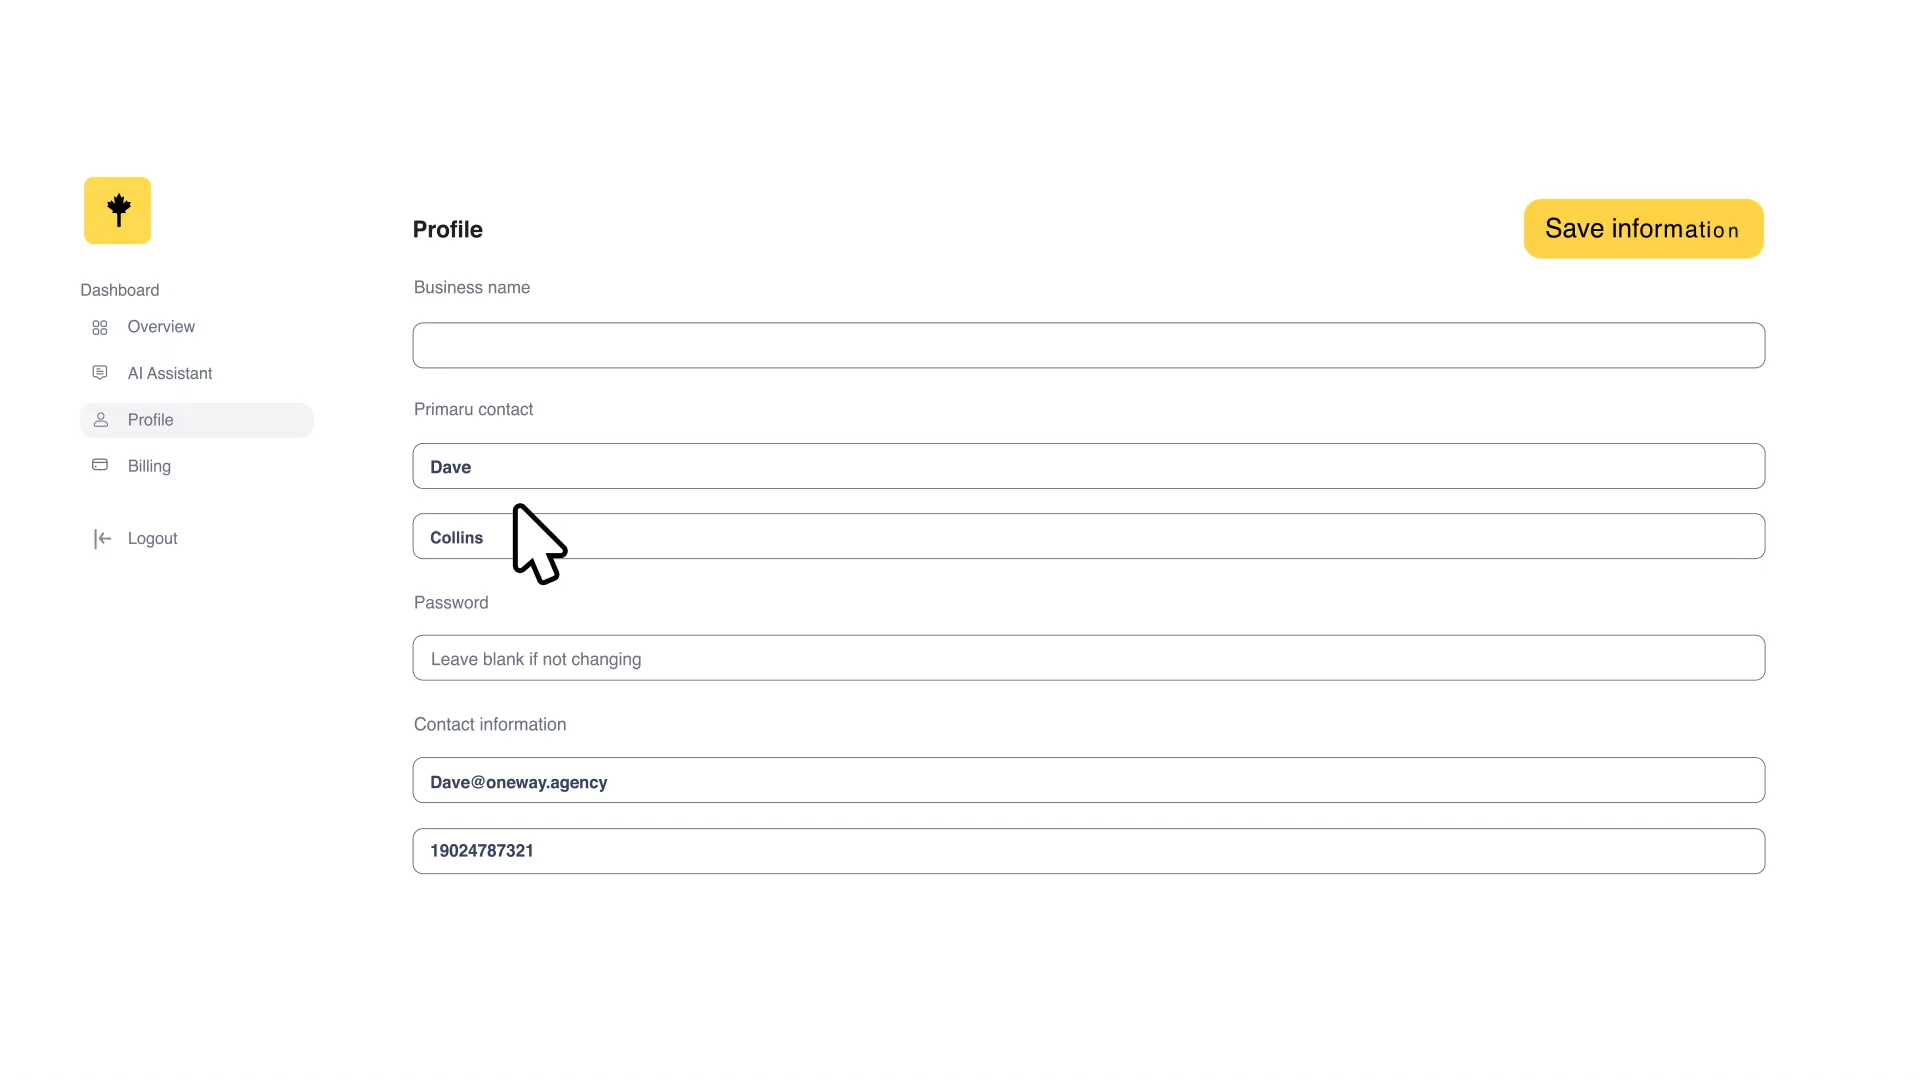 Dashboard
Overview
AI Assistant
Profile
Billing
Logout
Profile
Save information
Business name
Primaru contact
Dave
Collins
Password
Leave blank if not changing
Contact information
Dave@oneway.agency
19024787321